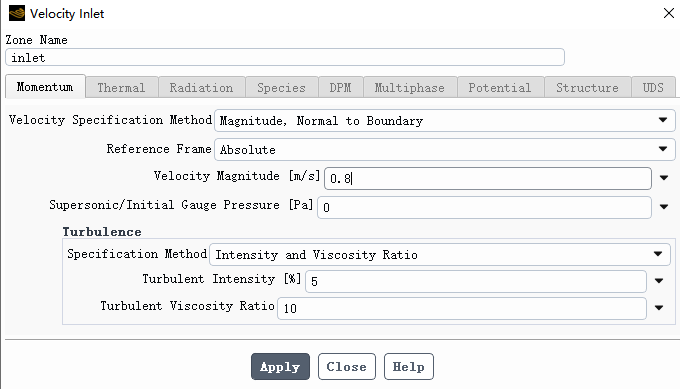 Velocity Inlet
Zone Name
inlet
Momentum Thermal Radiation Species DPM Multiphase Potential Structure UDS
Velocity Specification Method Magnitude, Normal to Boundary
Reference Frame Absolute
Velocity Magnitude [m/s] 0.8
Supersonic/Initial Gauge Pressure [Pa] 0
Turbulence
Specification Method Intensity and Viscosity Ratio
Turbulent Intensity [%] 5
Turbulent Viscosity Ratio 10
Apply Close Help